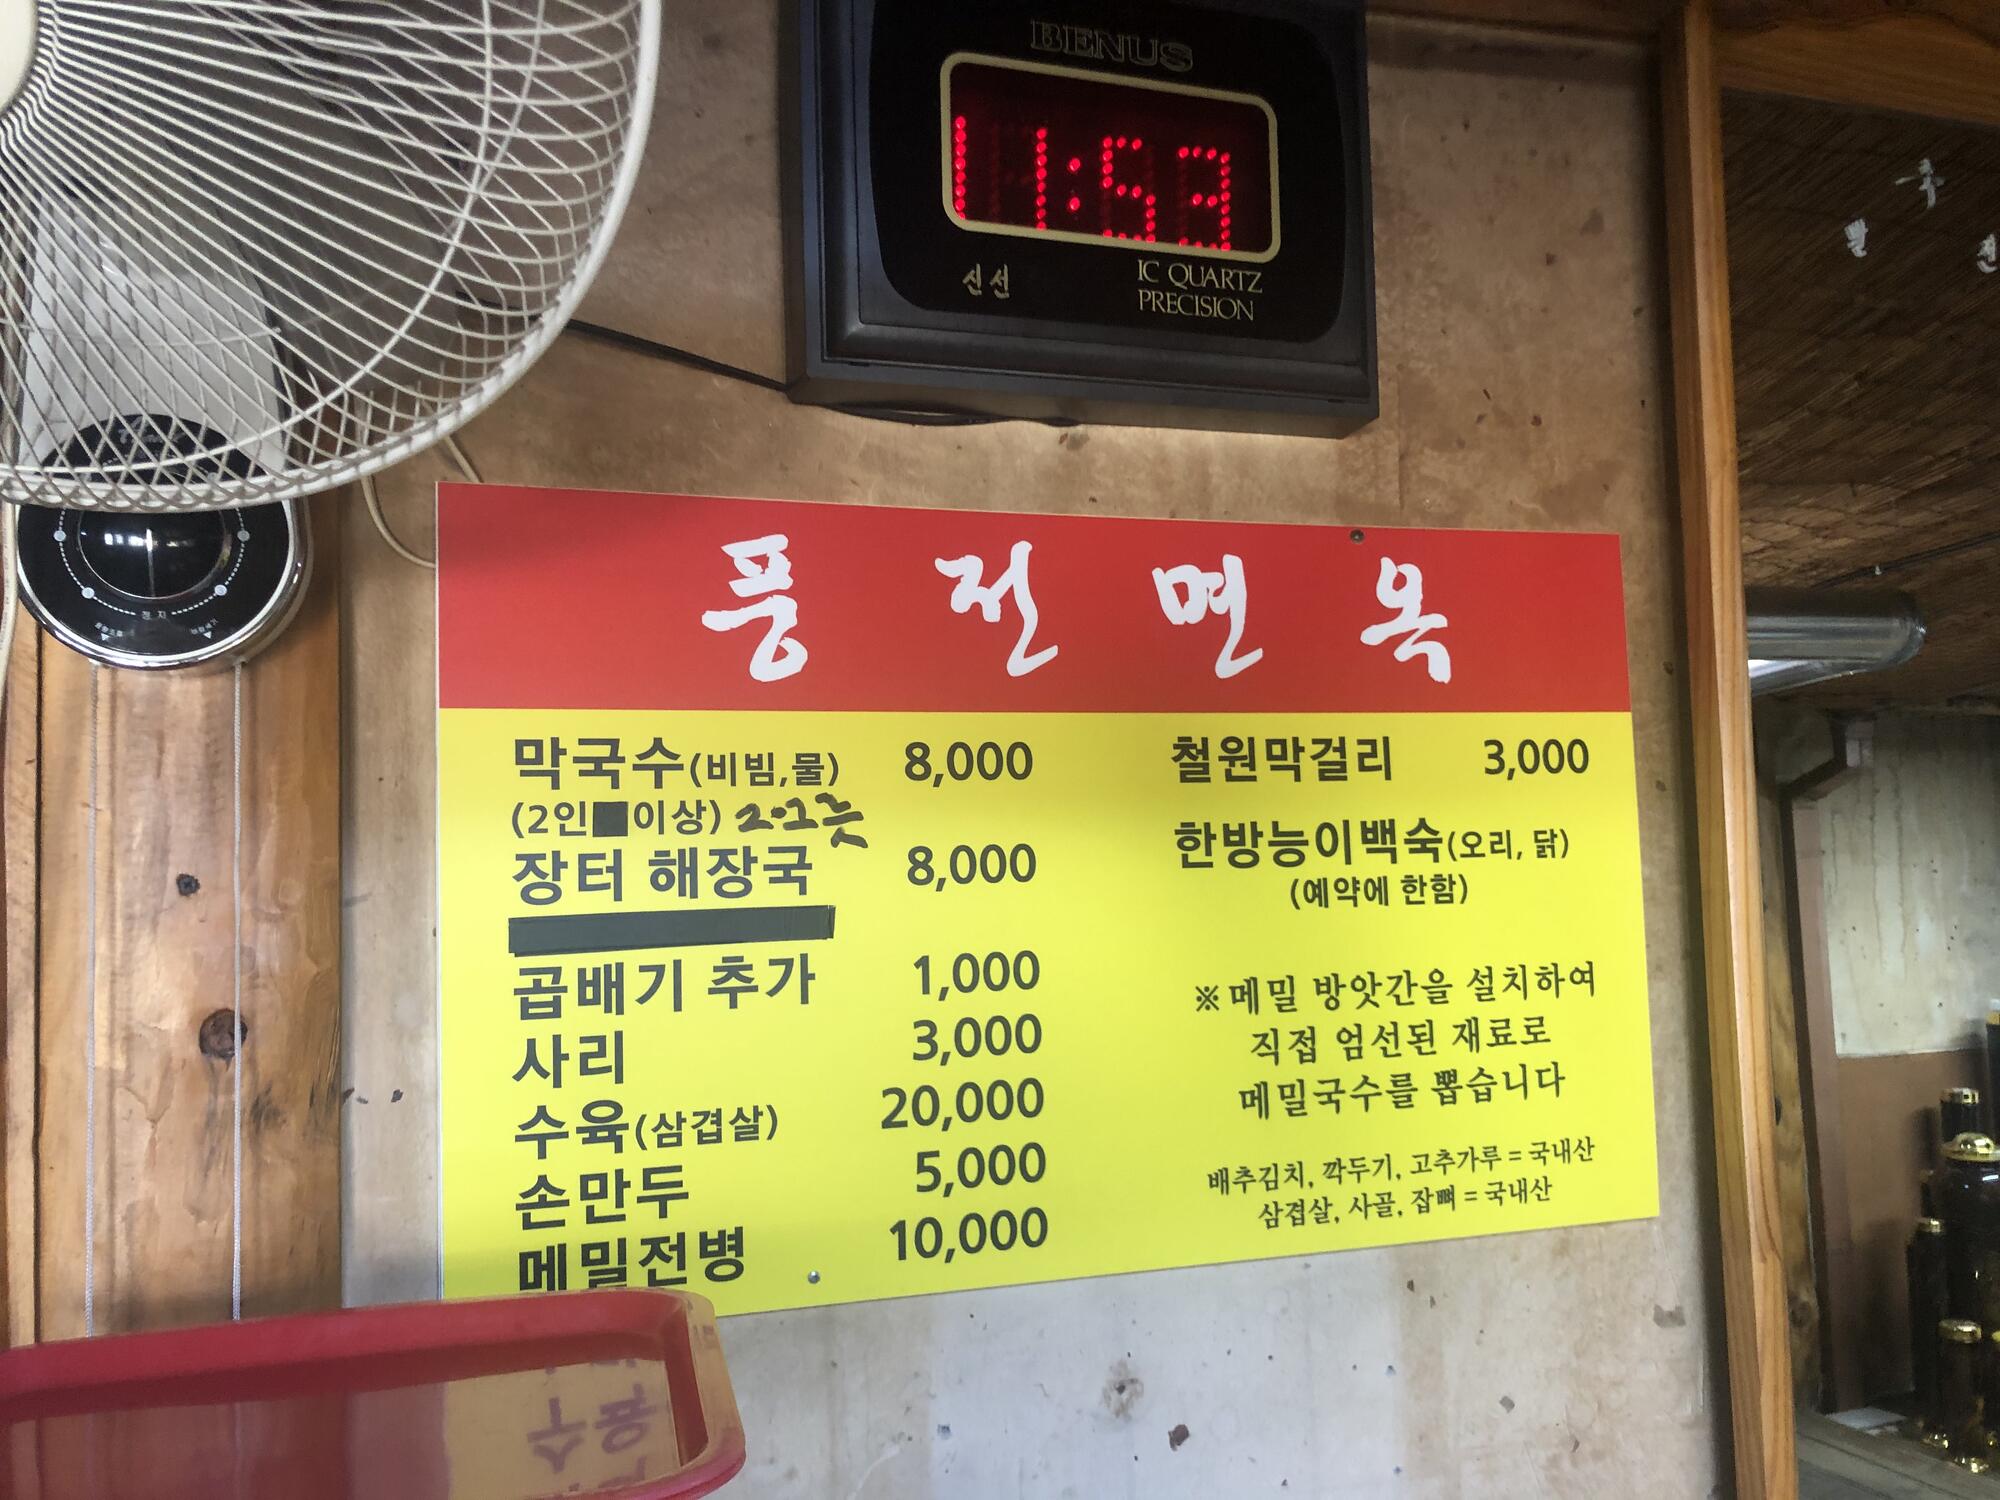 BENUS
11:53
신선
IC QUARTZ
PRECISION
풍전면옥
막국수(비빔,물) 8,000
(2인 이상)
장터 해장국 8,000
곱배기 추가 1,000
사리 3,000
수육(삼겹살) 20,000
손만두 5,000
메밀전병 10,000
철원막걸리 3,000
한방능이백숙(오리, 닭)
(예약에 한함)
※메밀 방앗간을 설치하여
직접 엄선된 재료로
메밀국수를 뽑습니다
배추김치, 깍두기, 고추가루 = 국내산
삼겹살, 사골, 잡뼈 = 국내산
정지